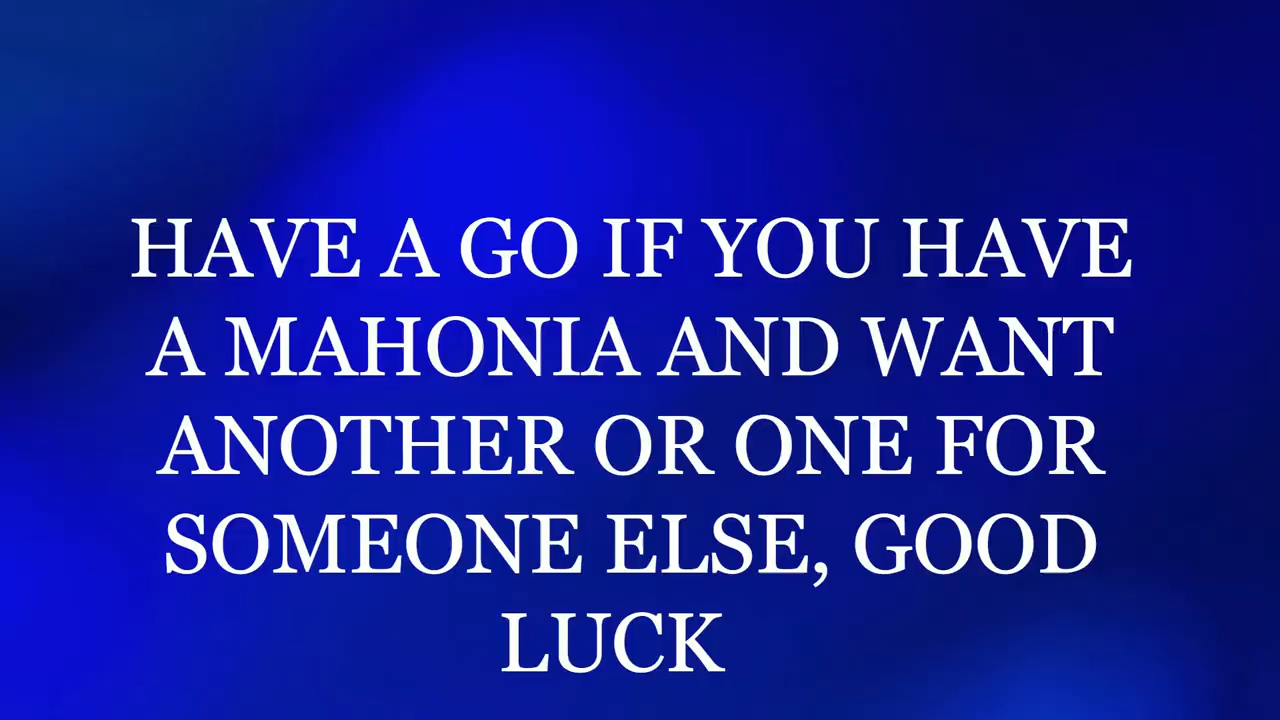 HAVE A GO IF YOU HAVE
A MAHONIA AND WANT
ANOTHER OR ONE FOR
SOMEONE ELSE, GOOD
LUCK